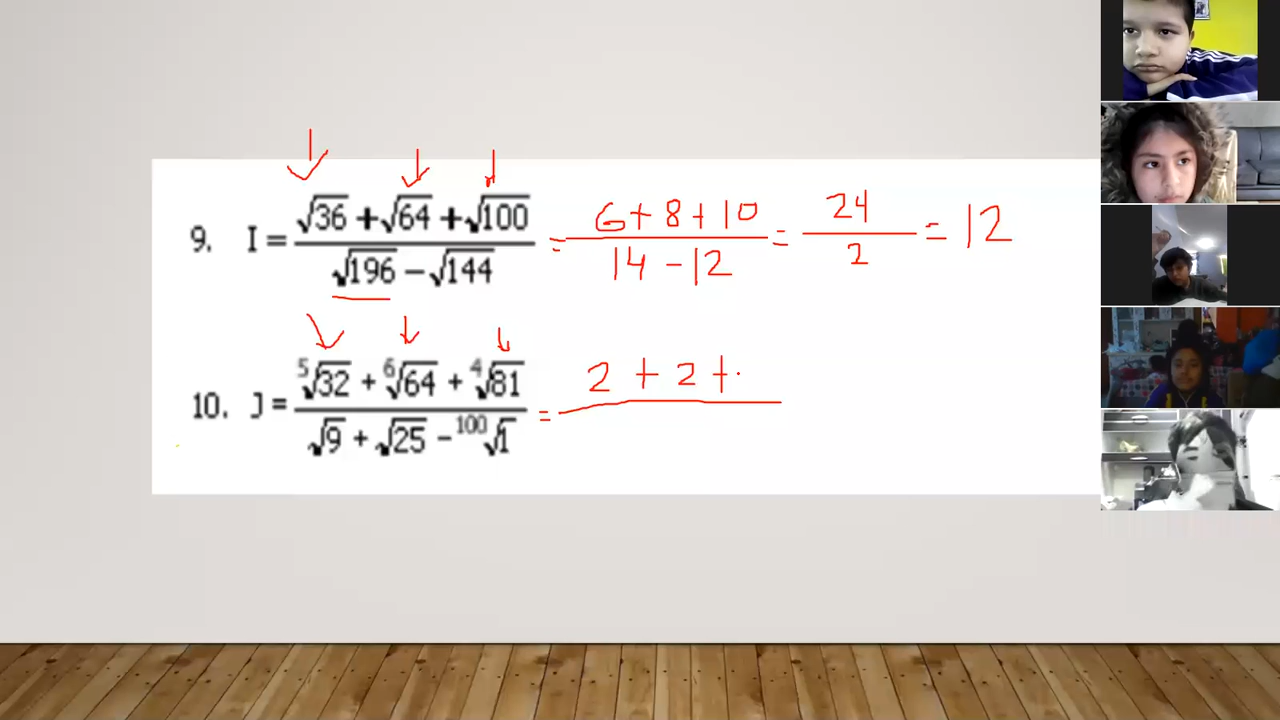 9. I = (√36 + √64 + √100) / (√196 − √144) = (6 + 8 + 10) / (14 − 12) = 24 / 2 = 12
10. J = (⁵√32 + ⁶√64 + ⁴√81) / (√9 + √25 − ¹⁰⁰√1) = 2 + 2 +